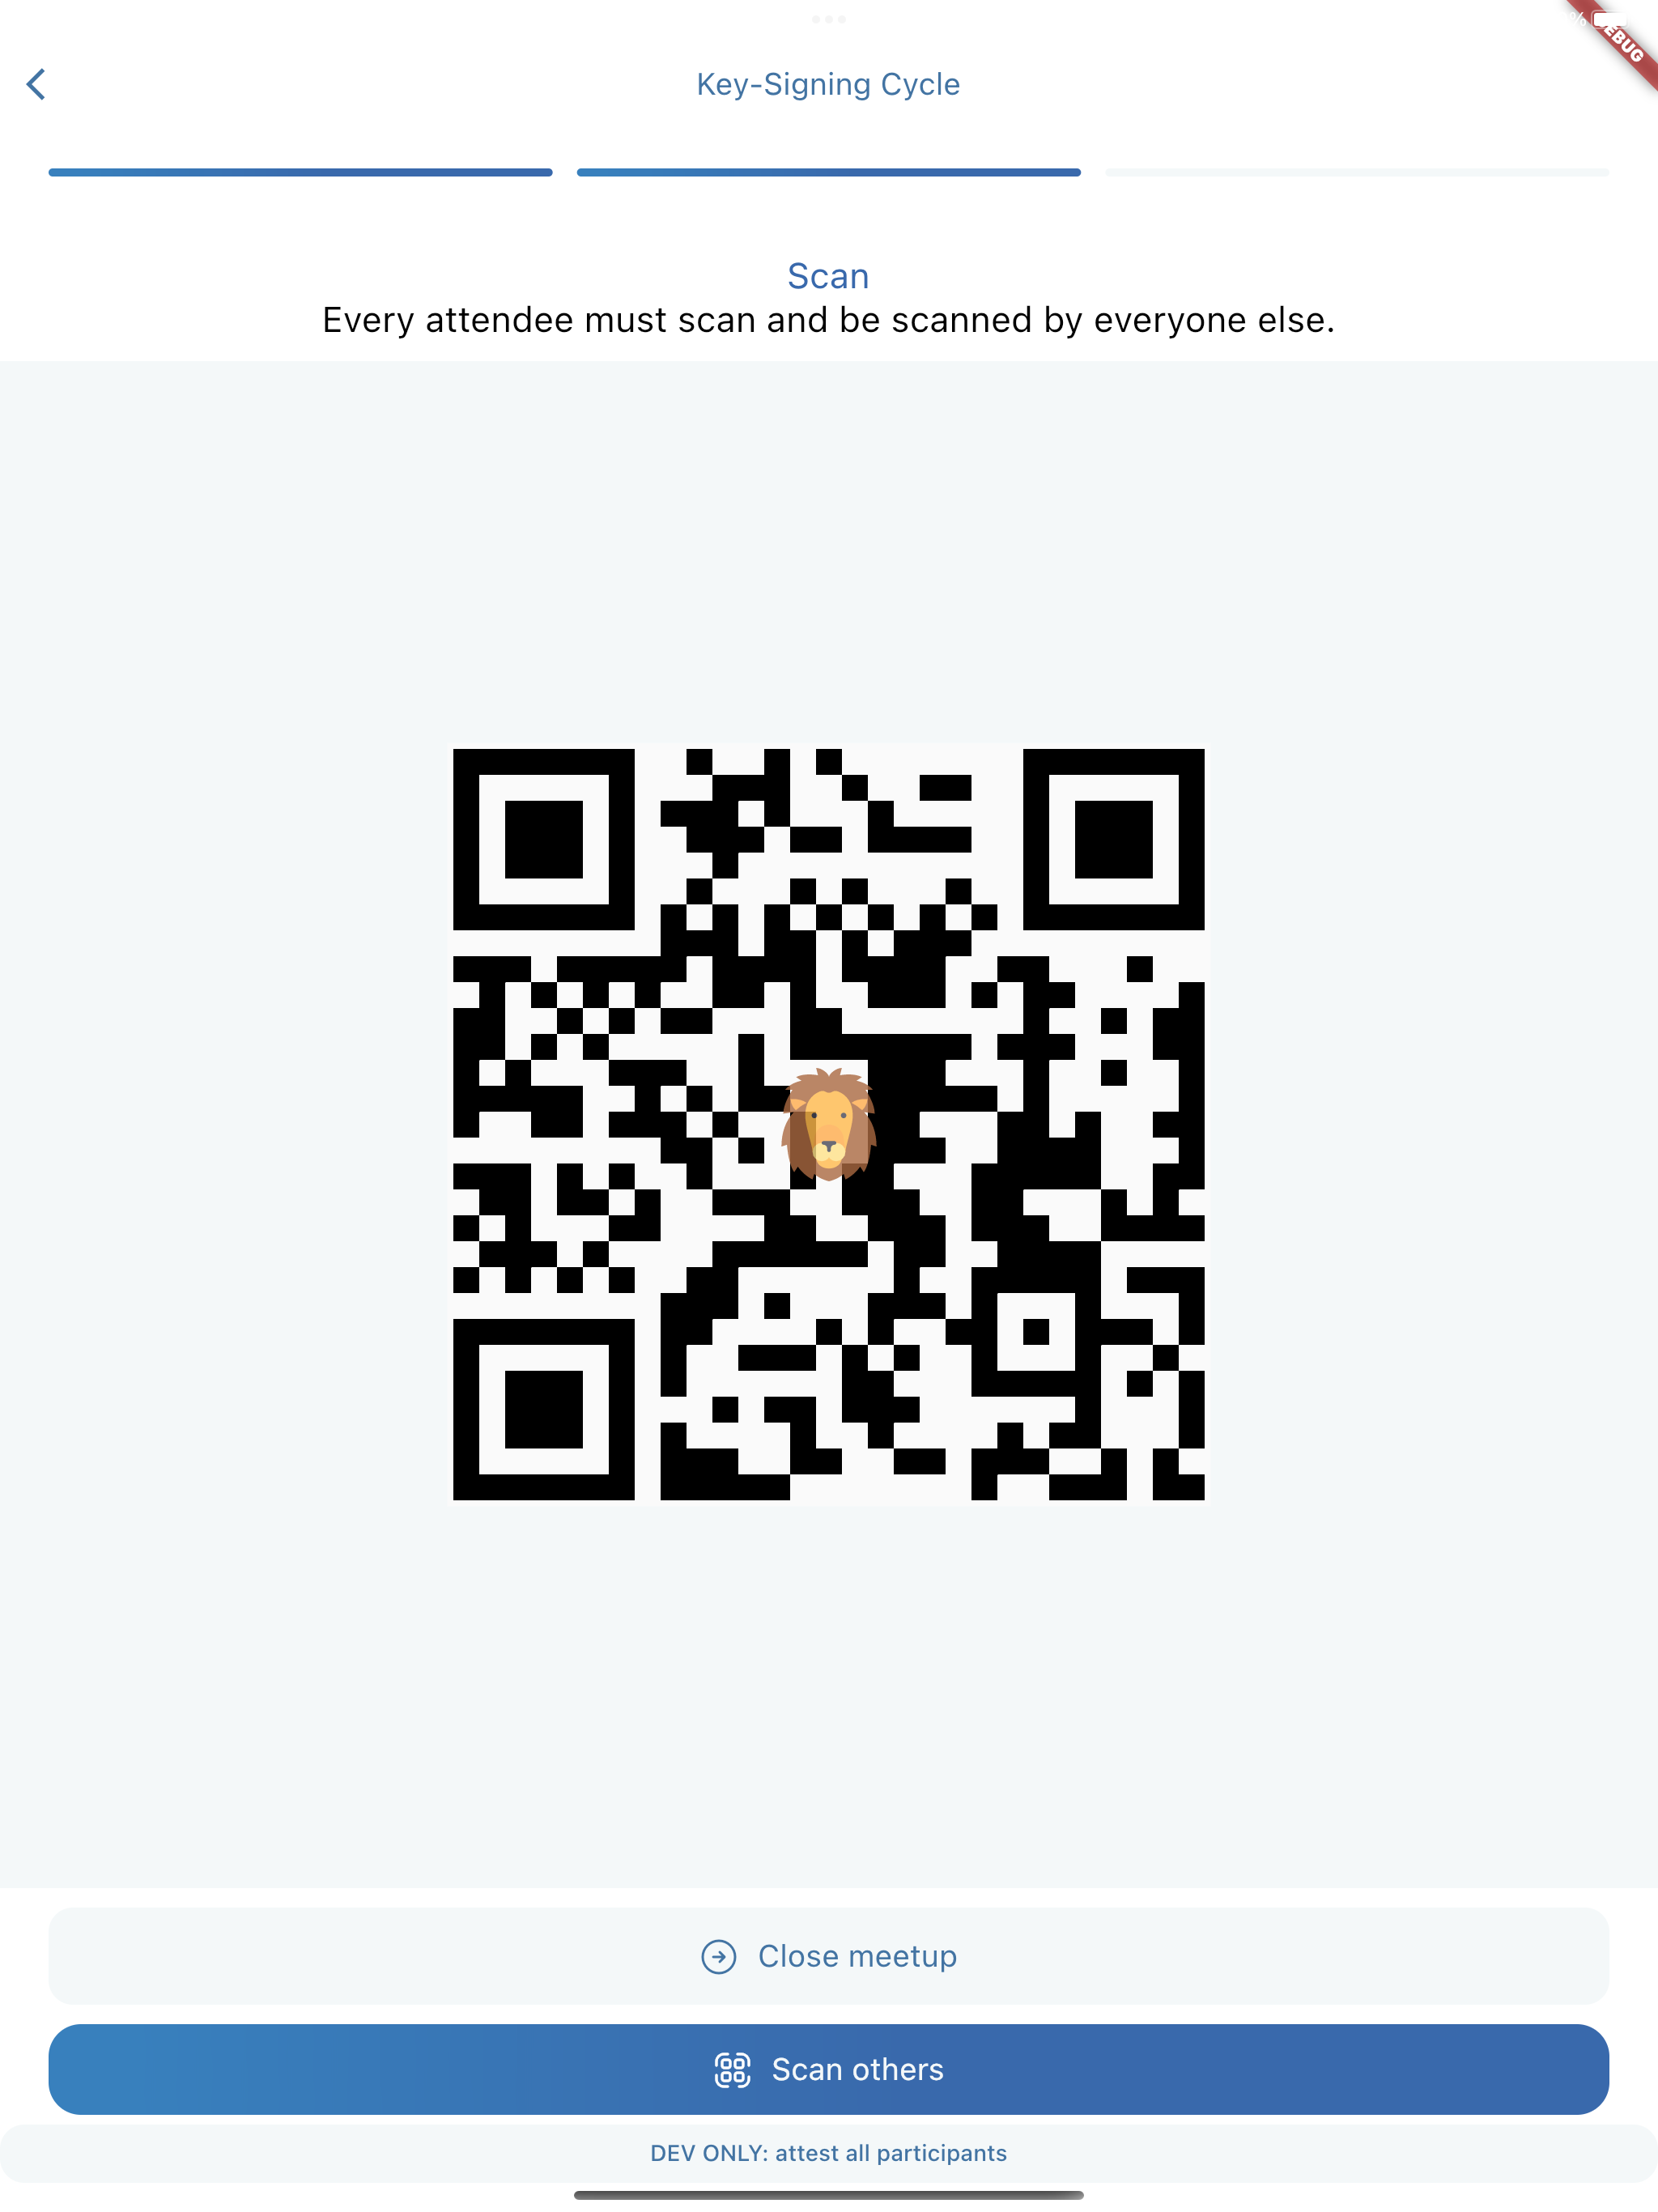 %
EBUG
Key-Signing Cycle
Scan
Every attendee must scan and be scanned by everyone else.
Close meetup
Scan others
DEV ONLY: attest all participants